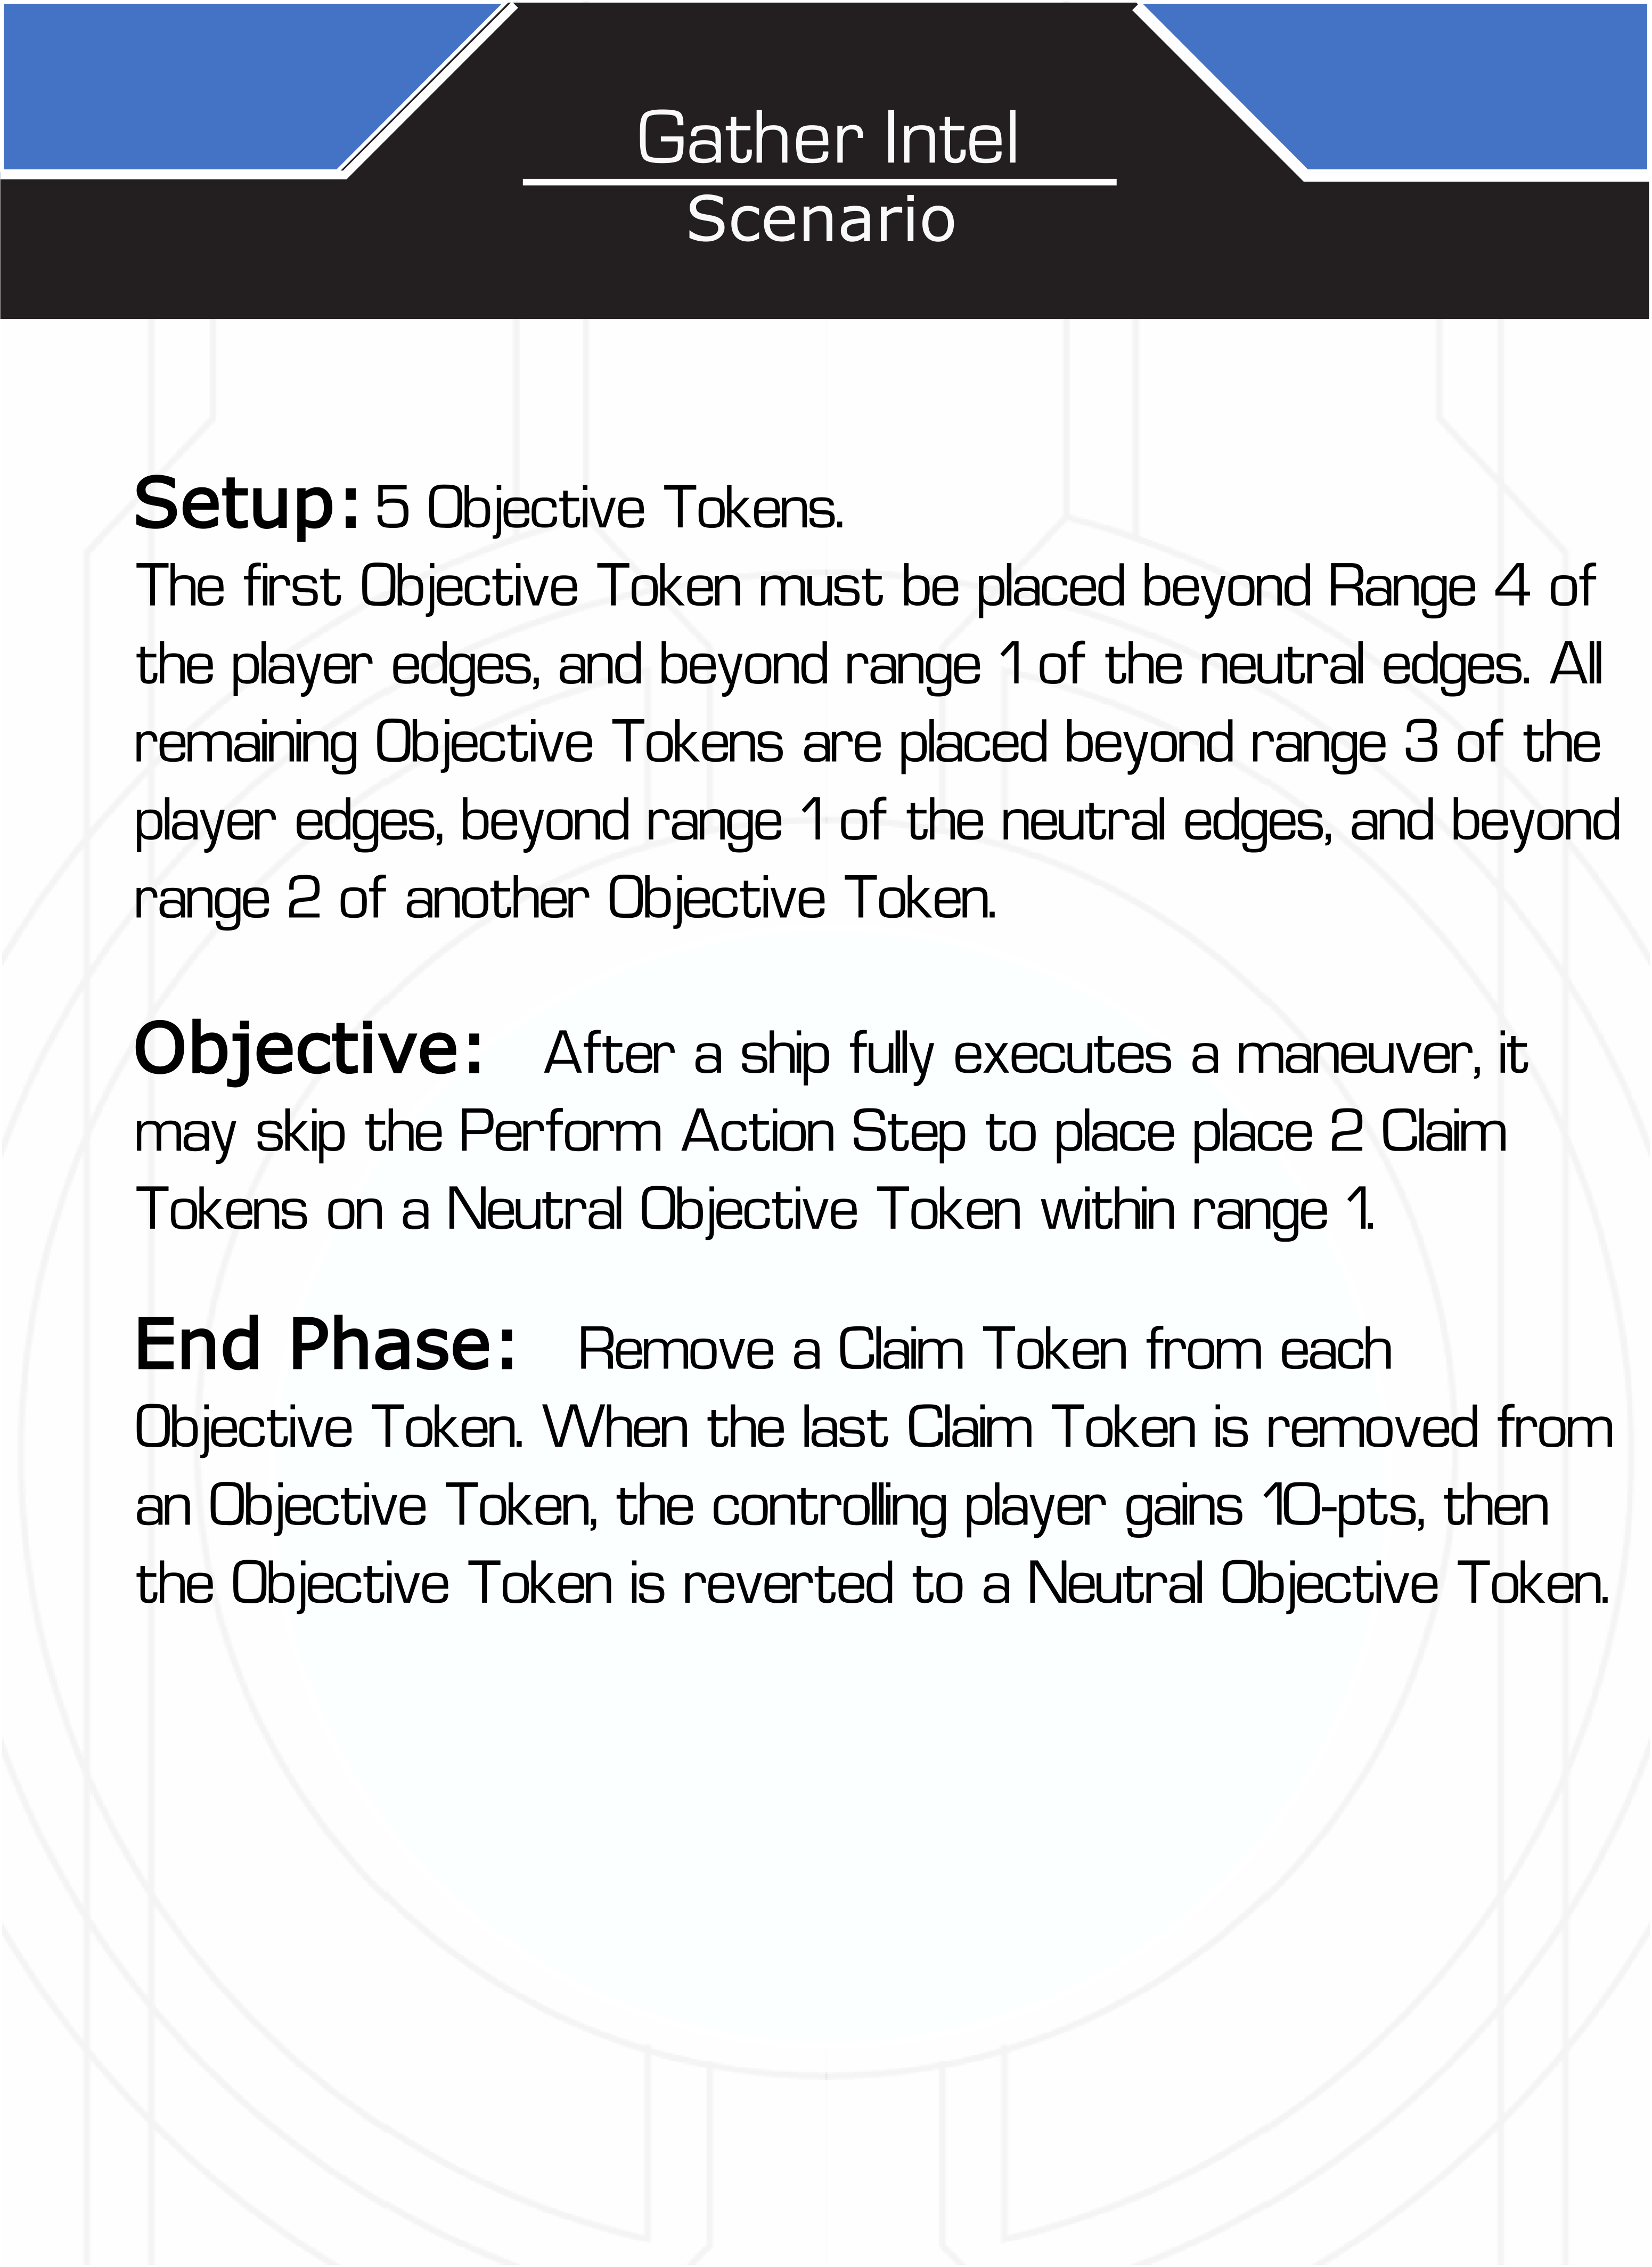 Gather Intel
Scenario
Setup: 5 Objective Tokens.
The first Objective Token must be placed beyond Range 4 of
the player edges, and beyond range 1 of the neutral edges. All
remaining Objective Tokens are placed beyond range 3 of the
player edges, beyond range 1 of the neutral edges, and beyond
range 2 of another Objective Token.
Objective: After a ship fully executes a maneuver, it
may skip the Perform Action Step to place place 2 Claim
Tokens on a Neutral Objective Token within range 1.
End Phase: Remove a Claim Token from each
Objective Token. When the last Claim Token is removed from
an Objective Token, the controlling player gains 10-pts, then
the Objective Token is reverted to a Neutral Objective Token.